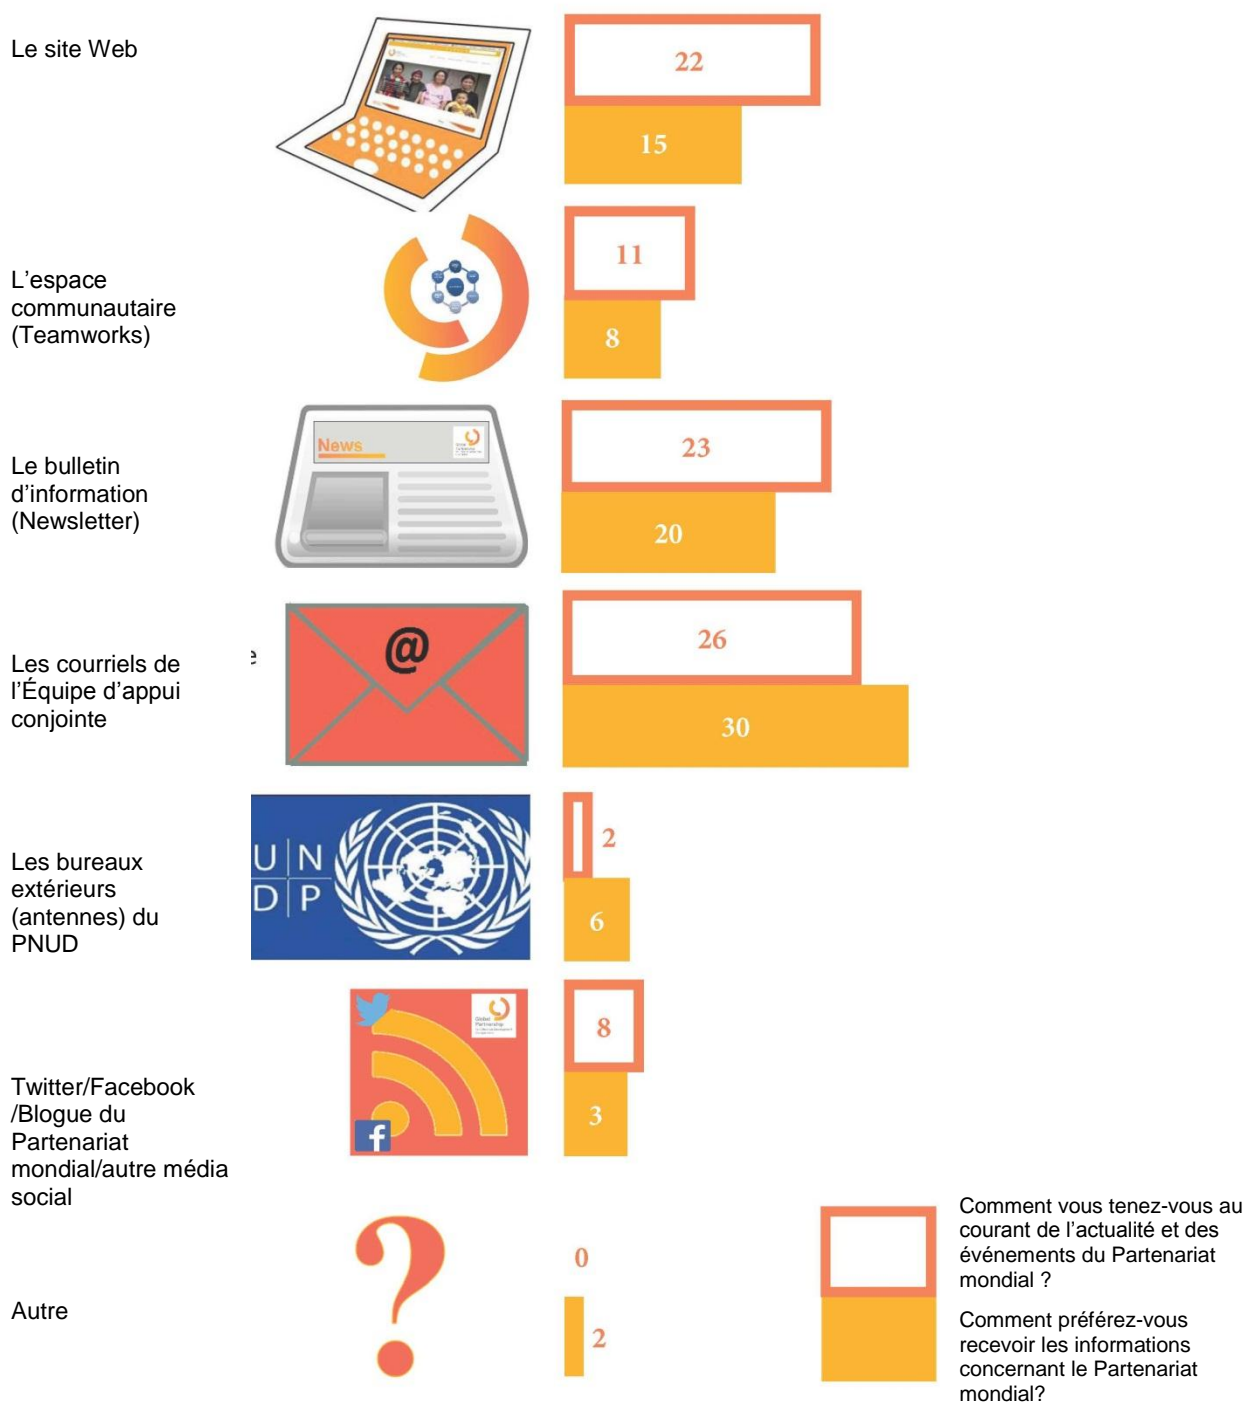 Le site Web
22
15
L'espace
communautaire
(Teamworks)
11
8
Le bulletin
d'information
(Newsletter)
News
23
20
Les courriels de
l'Équipe d'appui
conjointe
e
@
26
30
Les bureaux
extérieurs
(antennes) du
PNUD
U N
D P
2
6
Twitter/Facebook
/Blogue du
Partenariat
mondial/autre média
social
Global
Partnership
f
8
3
Autre
?
0
2
Comment vous tenez-vous au
courant de l'actualité et des
événements du Partenariat
mondial ?
Comment préférez-vous
recevoir les informations
concernant le Partenariat
mondial?